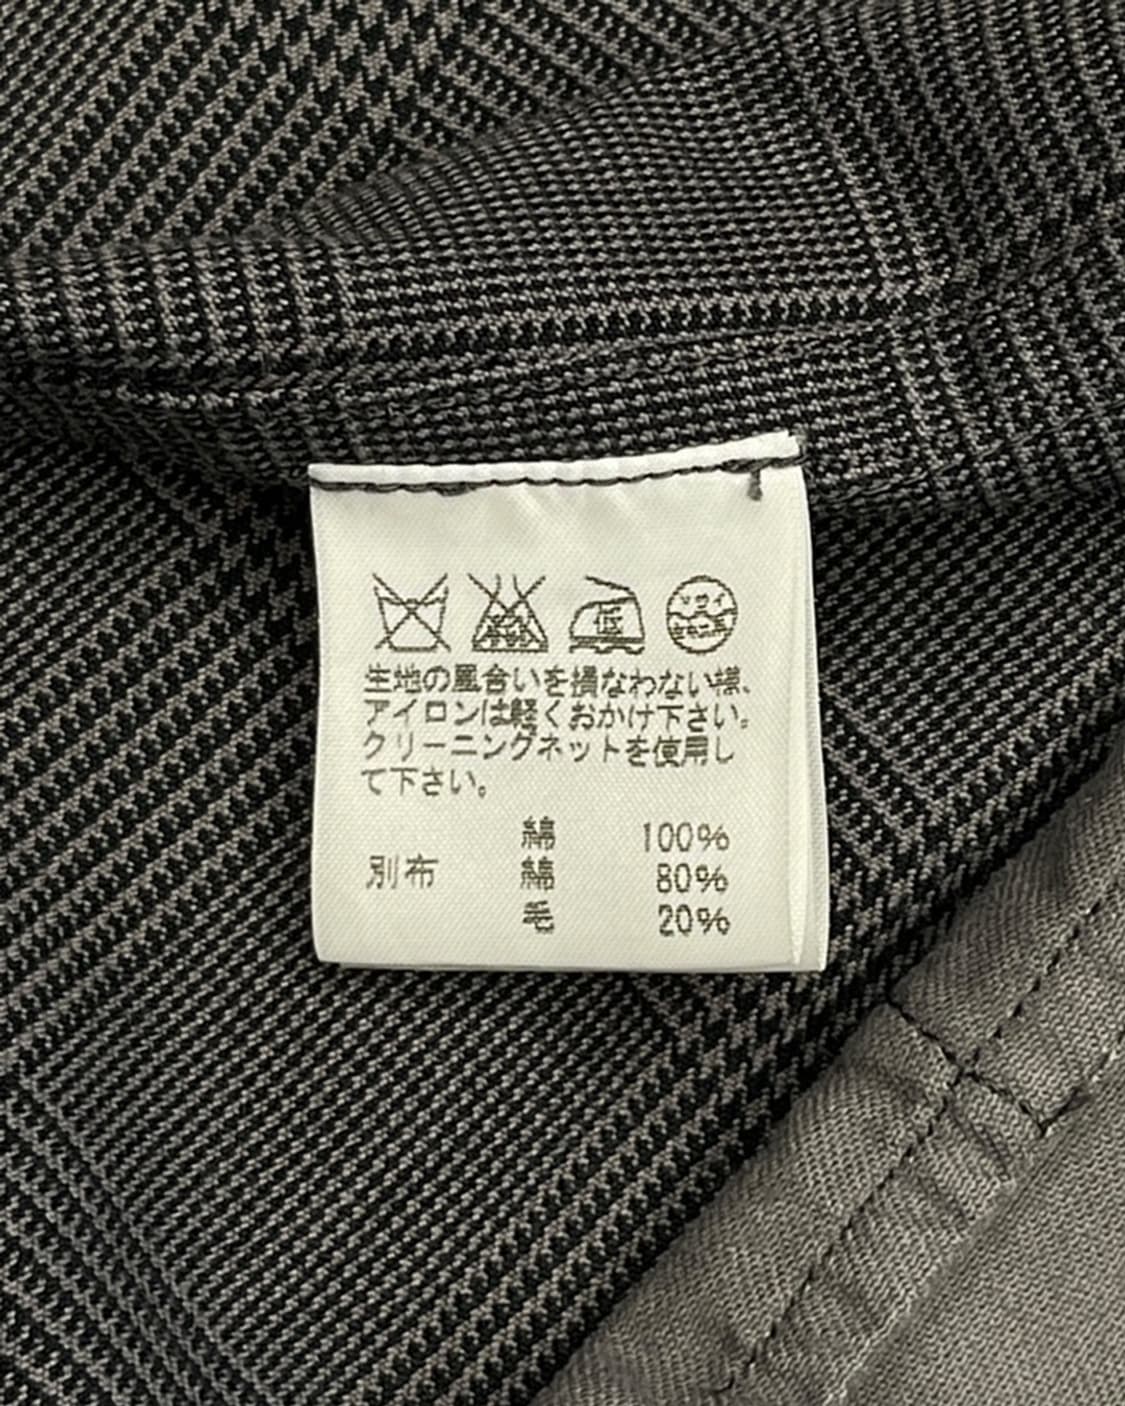 低
生地の風合いを損なわない様、
アイロンは軽くおかけ下さい。
クリーニングネットを使用し
て下さい。
綿 100%
別布 綿 80%
毛 20%